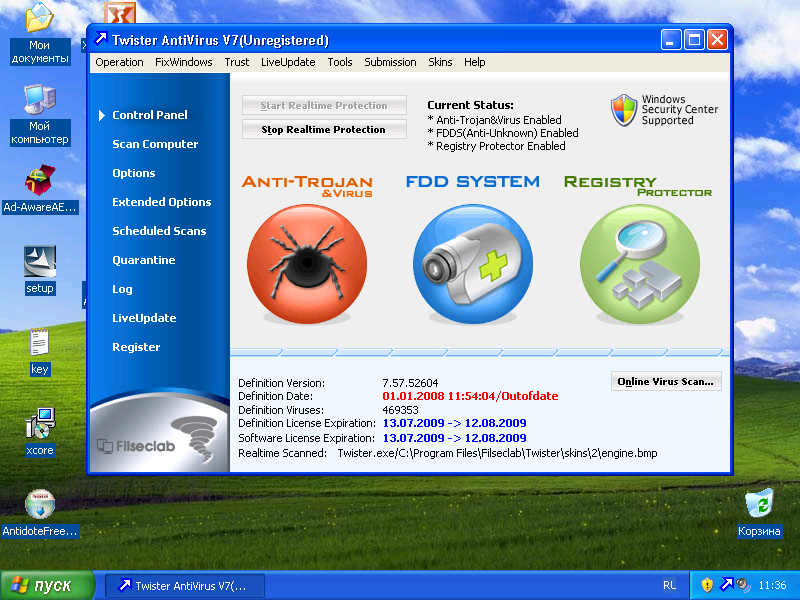 Мои
документы
Мой
компьютер
Ad-AwareAE...
setup
key
xcore
AntidoteFree...
Корзина
Twister AntiVirus V7(Unregistered)
Operation FixWindows Trust LiveUpdate Tools Submission Skins Help
Control Panel
Scan Computer
Options
Extended Options
Scheduled Scans
Quarantine
Log
LiveUpdate
Register
Filseclab
Start Realtime Protection
Stop Realtime Protection
Current Status:
* Anti-Trojan&Virus Enabled
* FDDS(Anti-Unknown) Enabled
* Registry Protector Enabled
Windows
Security Center
Supported
ANTI-TROJAN
&VIRUS
FDD SYSTEM
REGISTRY
PROTECTOR
Definition Version: 7.57.52604
Definition Date: 01.01.2008 11:54:04/Outofdate
Definition Viruses: 469353
Definition License Expiration: 13.07.2009 -> 12.08.2009
Software License Expiration: 13.07.2009 -> 12.08.2009
Realtime Scanned: Twister.exe/C:\Program Files\Filseclab\Twister\skins\2\engine.bmp
Online Virus Scan...
пуск
Twister AntiVirus V7(...
RL
11:36